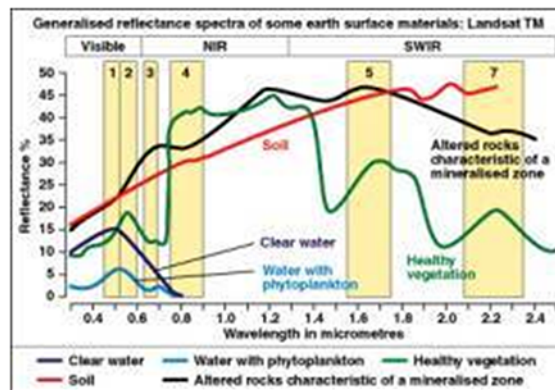 Generalised reflectance spectra of some earth surface materials: Landsat TM
Visible NIR SWIR
1 2 3 4 5 7
50
45
40
35
30
25
20
15
10
5
0
Reflectance %
Soil
Altered rocks
characteristic of a
mineralised zone
Clear water
Water with
phytoplankton
Healthy
vegetation
0.4 0.6 0.8 1.0 1.2 1.4 1.6 1.8 2.0 2.2 2.4
Wavelength in micrometres
Clear water Water with phytoplankton Healthy vegetation
Soil Altered rocks characteristic of a mineralised zone